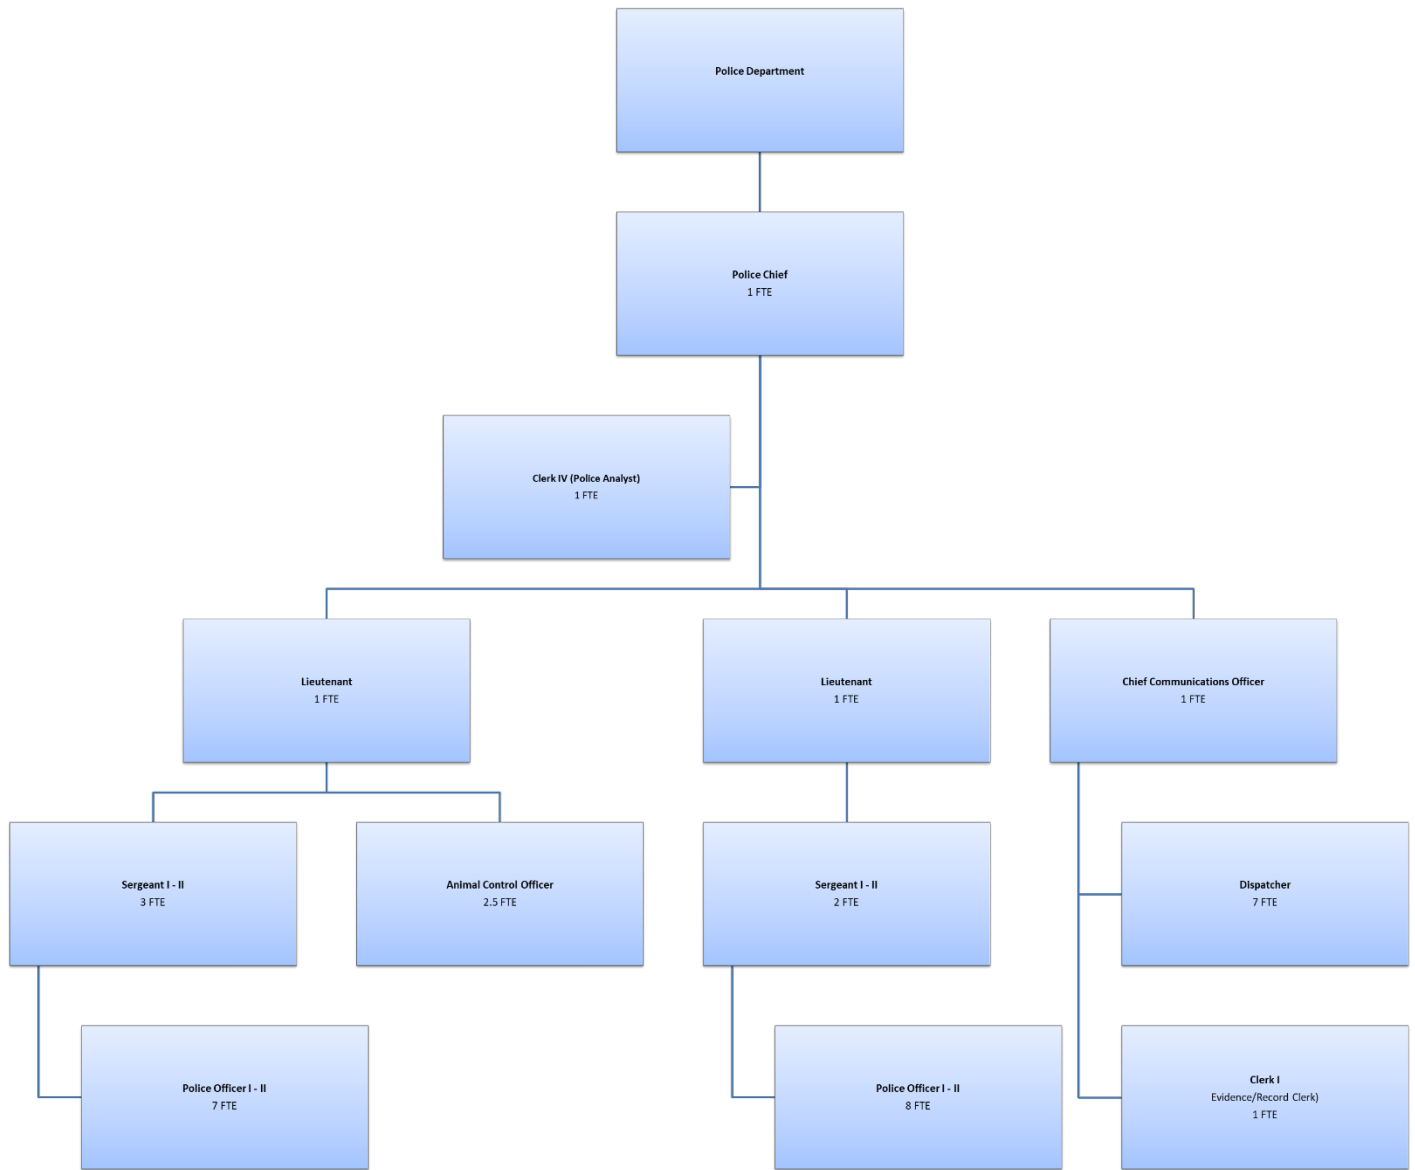 Police Department
Police Chief
1 FTE
Clerk IV (Police Analyst)
1 FTE
Lieutenant
1 FTE
Lieutenant
1 FTE
Chief Communications Officer
1 FTE
Sergeant I - II
3 FTE
Animal Control Officer
2.5 FTE
Sergeant I - II
2 FTE
Dispatcher
7 FTE
Police Officer I - II
7 FTE
Police Officer I - II
8 FTE
Clerk I
Evidence/Record Clerk)
1 FTE